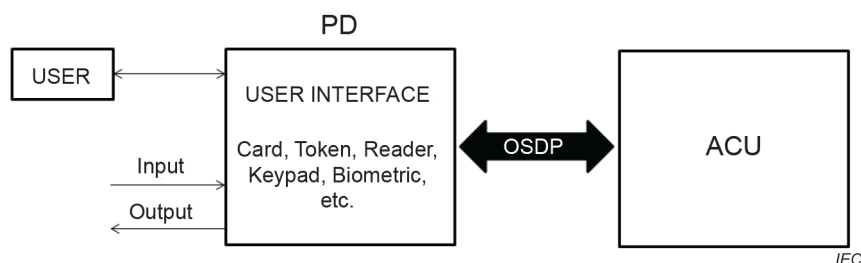 PD
USER
USER INTERFACE
Card, Token, Reader,
Keypad, Biometric,
etc.
Input
Output
OSDP
ACU
IEC